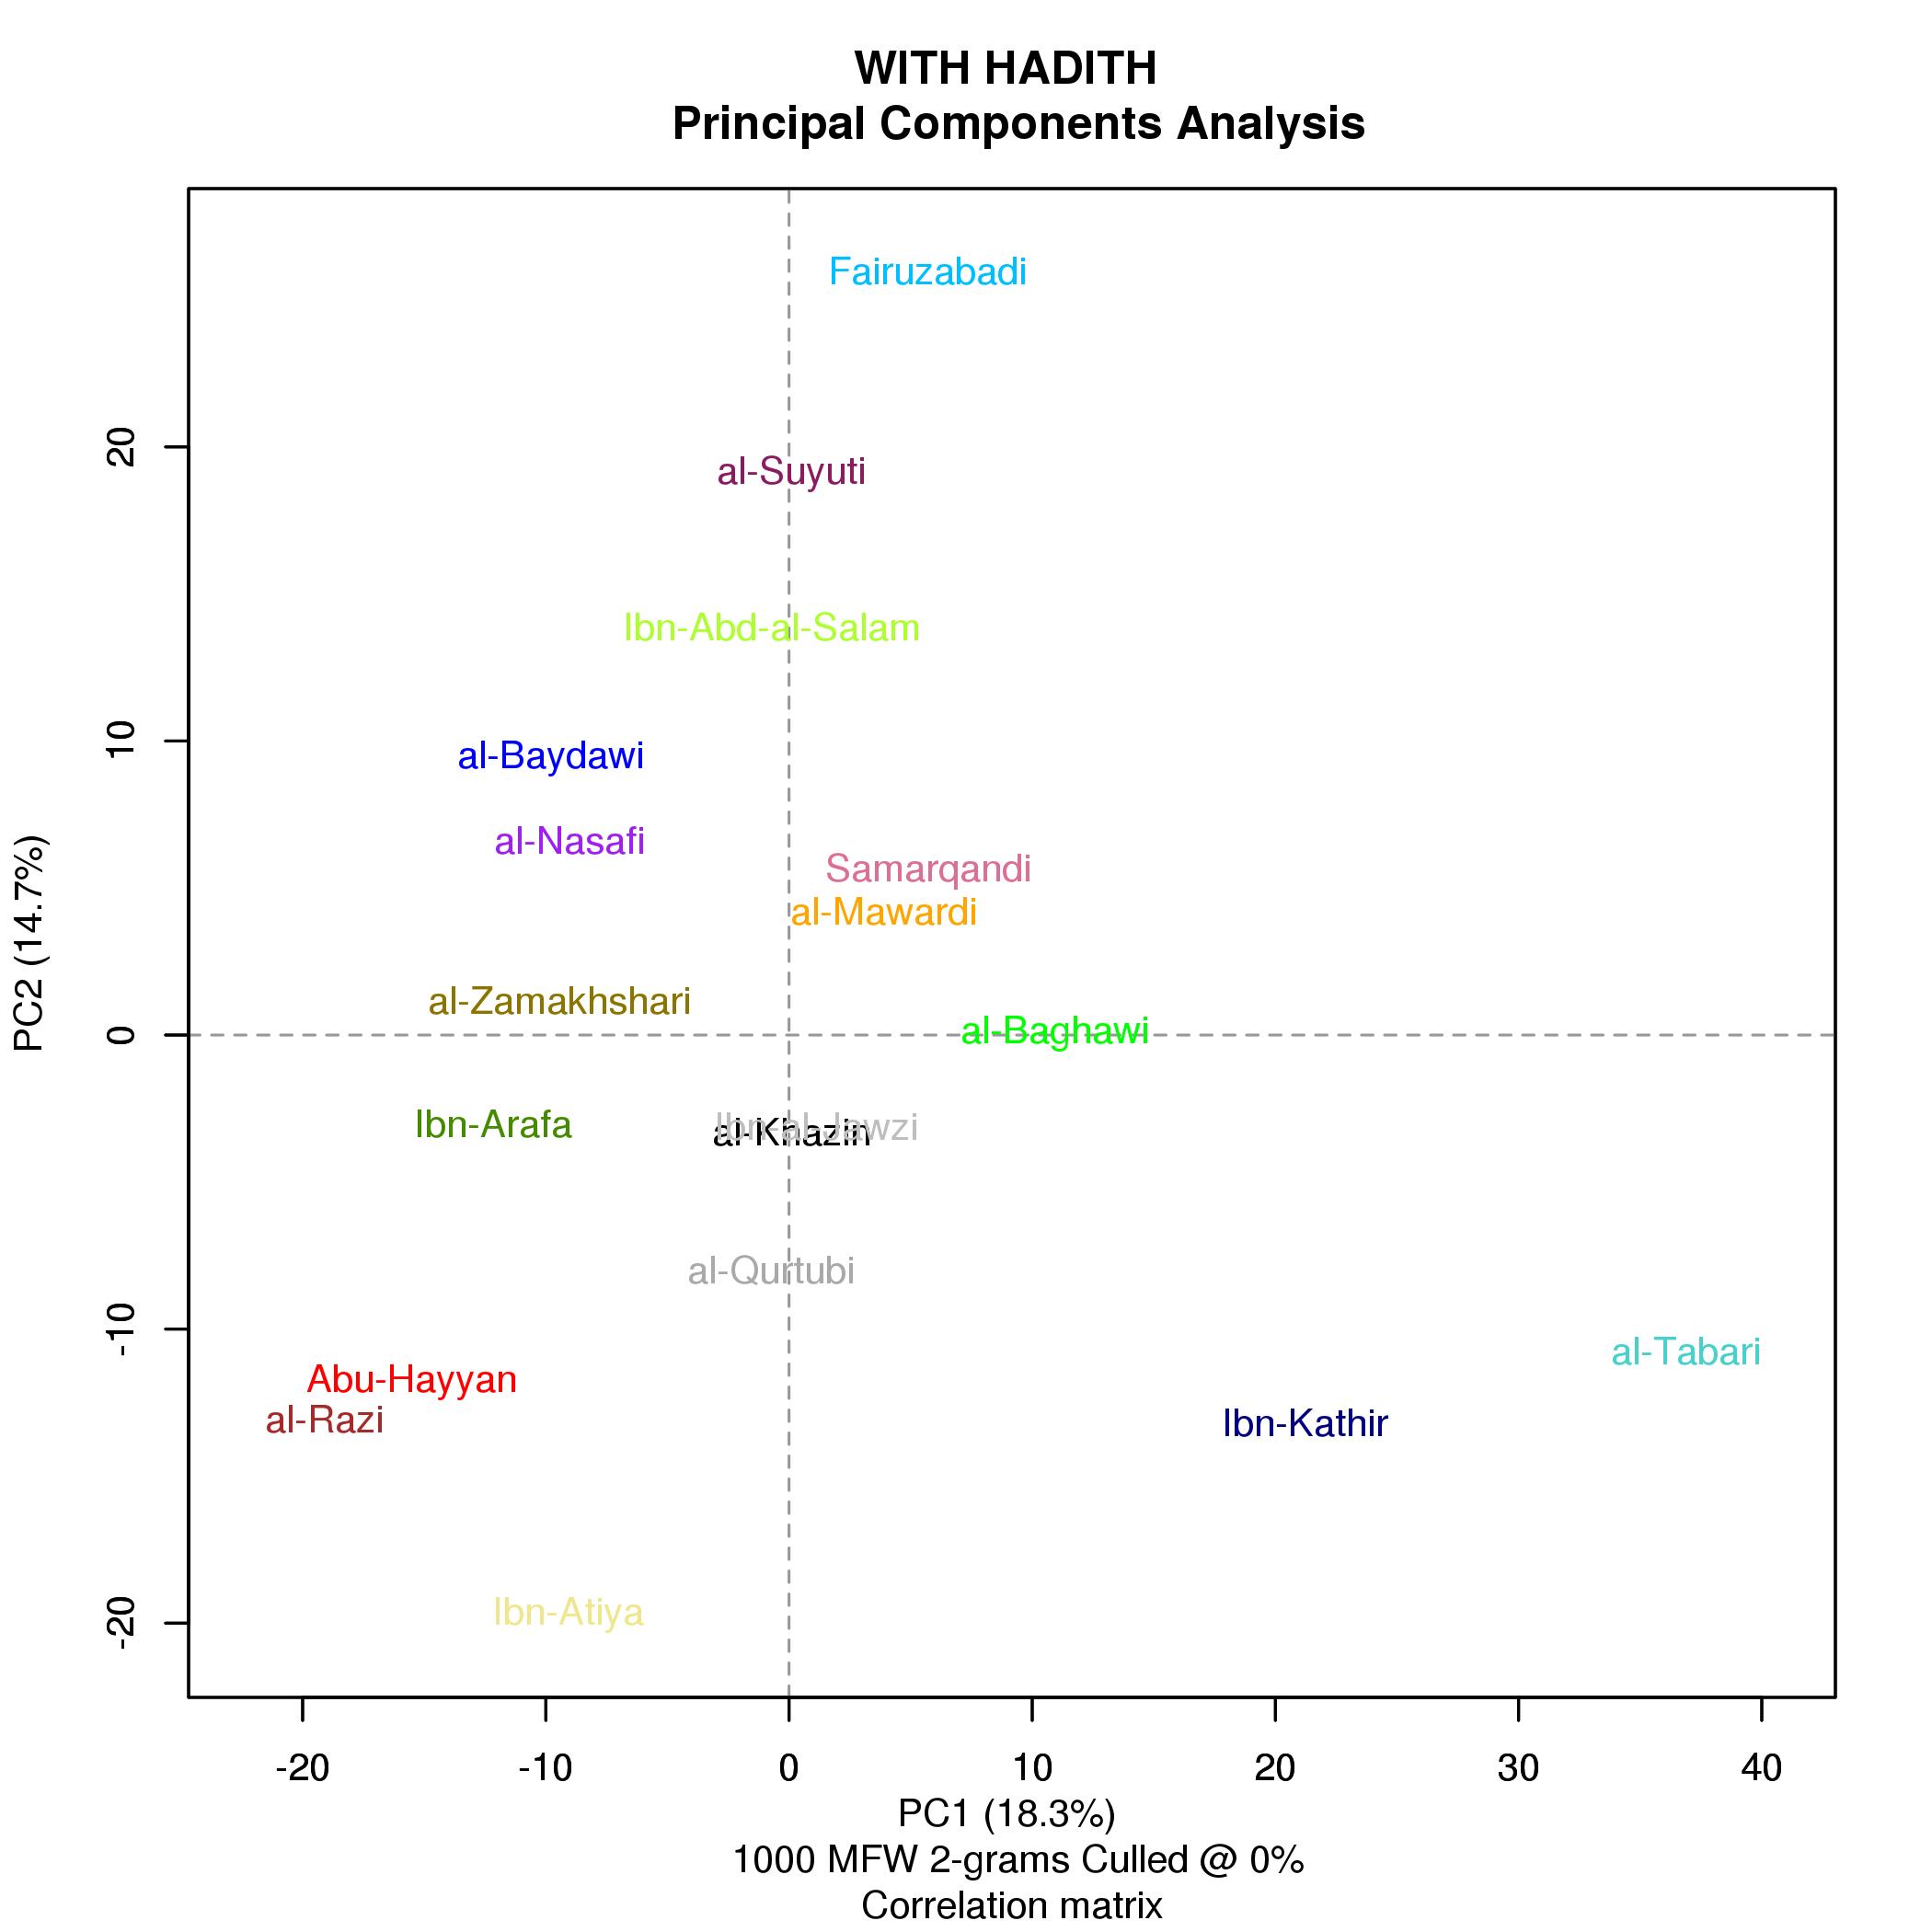 WITH HADITH
Principal Components Analysis
Fairuzabadi
20
al-Suyuti
Ibn-Abd-al-Salam
10
al-Baydawi
al-Nasafi
Samarqandi
al-Mawardi
PC2 (14.7%)
al-Zamakhshari
0
al-Baghawi
Ibn-Arafa
Ibn-al-Jawzi
al-Khazin
al-Qurtubi
-10
al-Tabari
Abu-Hayyan
al-Razi
Ibn-Kathir
Ibn-Atiya
-20
-20 -10 0 10 20 30 40
PC1 (18.3%)
1000 MFW 2-grams Culled @ 0%
Correlation matrix